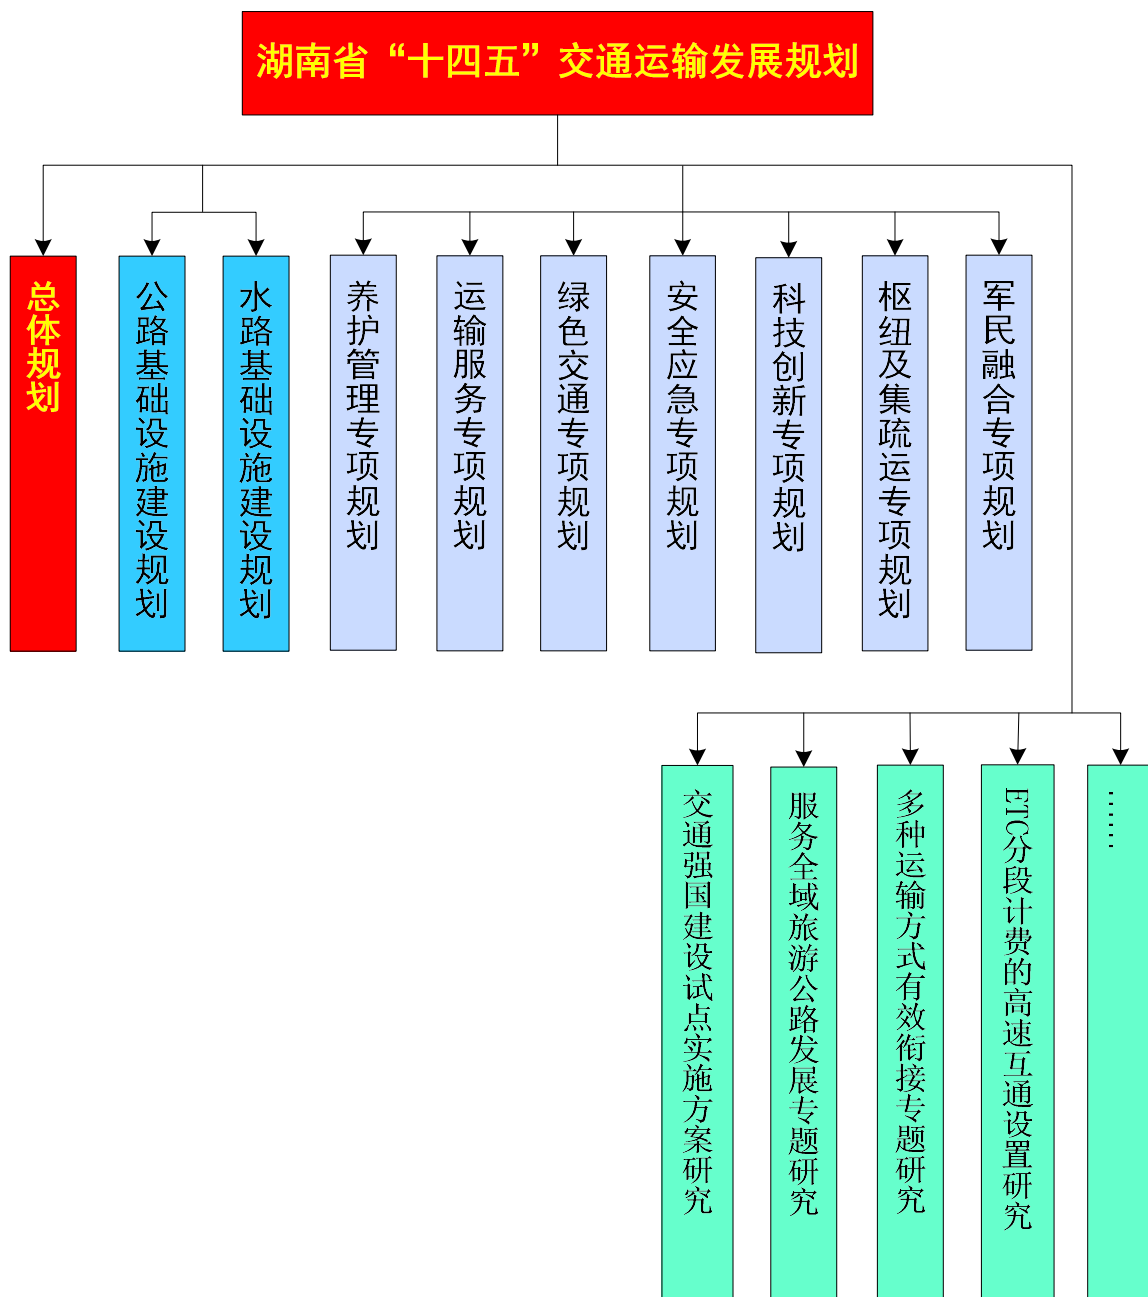 湖南省“十四五”交通运输发展规划
总体规划
公路基础设施建设规划
水路基础设施建设规划
养护管理专项规划
运输服务专项规划
绿色交通专项规划
安全应急专项规划
科技创新专项规划
枢纽及集疏运专项规划
军民融合专项规划
交通强国建设试点实施方案研究
服务全域旅游公路发展专题研究
多种运输方式有效衔接专题研究
ETC分段计费的高速互通设置研究
……